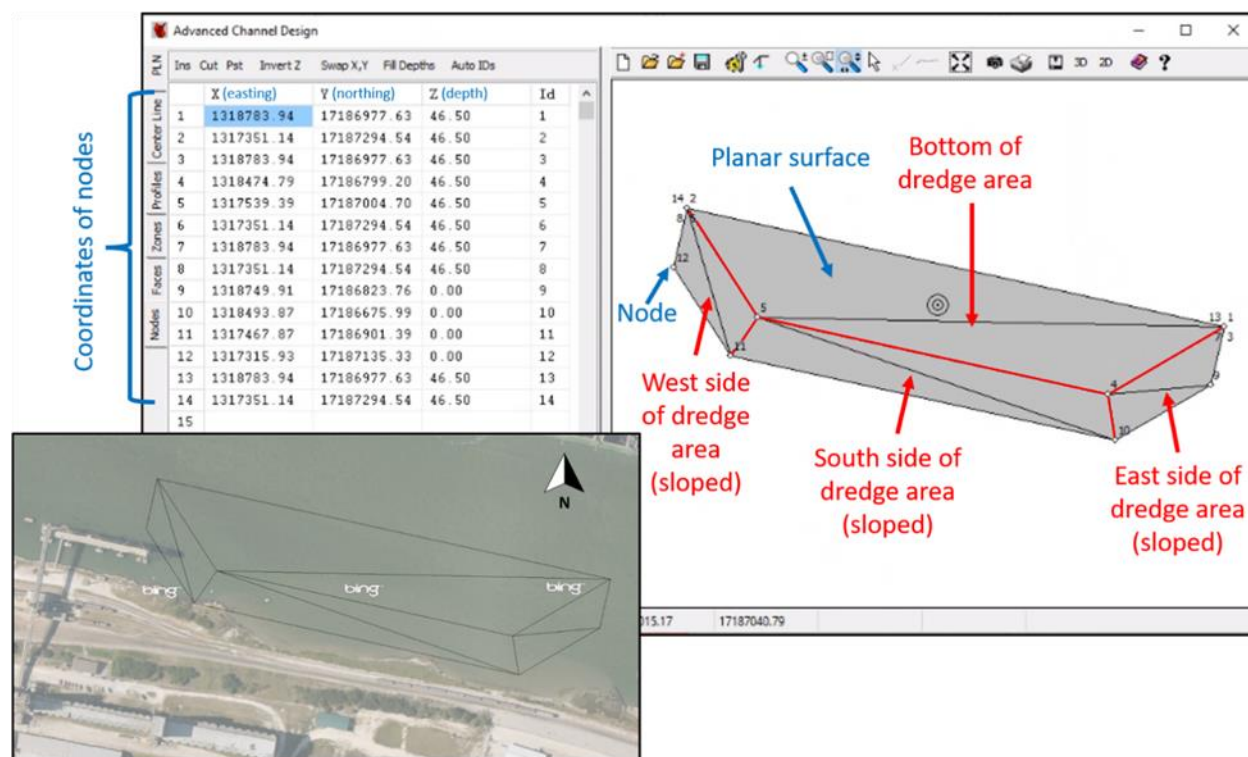 Advanced Channel Design
PLN
Ins Cut Pst Invert Z Swap X,Y Fill Depths Auto IDs
3D 2D ?
X (easting) Y (northing) Z (depth) Id
1 1318783.94 17186977.63 46.50 1
2 1317351.14 17187294.54 46.50 2
3 1318783.94 17186977.63 46.50 3
4 1318474.79 17186799.20 46.50 4
5 1317539.39 17187004.70 46.50 5
6 1317351.14 17187294.54 46.50 6
7 1318783.94 17186977.63 46.50 7
8 1317351.14 17187294.54 46.50 8
9 1318749.91 17186823.76 0.00 9
10 1318493.87 17186675.99 0.00 10
11 1317467.87 17186901.39 0.00 11
12 1317315.93 17187135.33 0.00 12
13 1318783.94 17186977.63 46.50 13
14 1317351.14 17187294.54 46.50 14
15
Center Line
Profiles
Zones
Faces
Nodes
Coordinates of nodes
Planar surface
Bottom of
dredge area
14 2
8
12
Node
5
11
13 1
7 3
9
4
10
West side
of dredge
area
(sloped)
South side of
dredge area
(sloped)
East side of
dredge area
(sloped)
015.17 17187040.79
N
bing
bing
bing